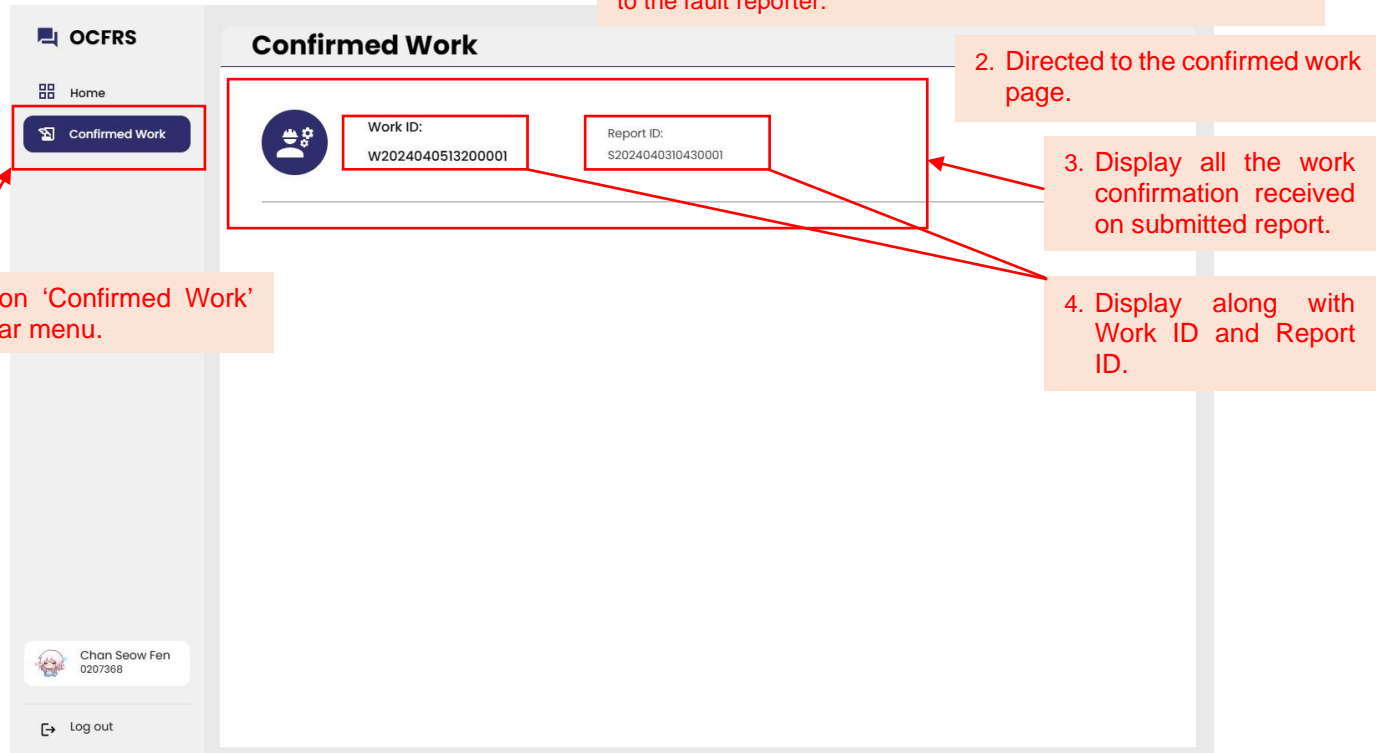 to the fault reporter.
OCFRS
Confirmed Work
2. Directed to the confirmed work
page.
Home
Confirmed Work
Work ID:
W2024040513200001
Report ID:
S2024040310430001
3. Display all the work
confirmation received
on submitted report.
on ‘Confirmed Work’
ar menu.
4. Display along with
Work ID and Report
ID.
Chan Seow Fen
0207368
Log out